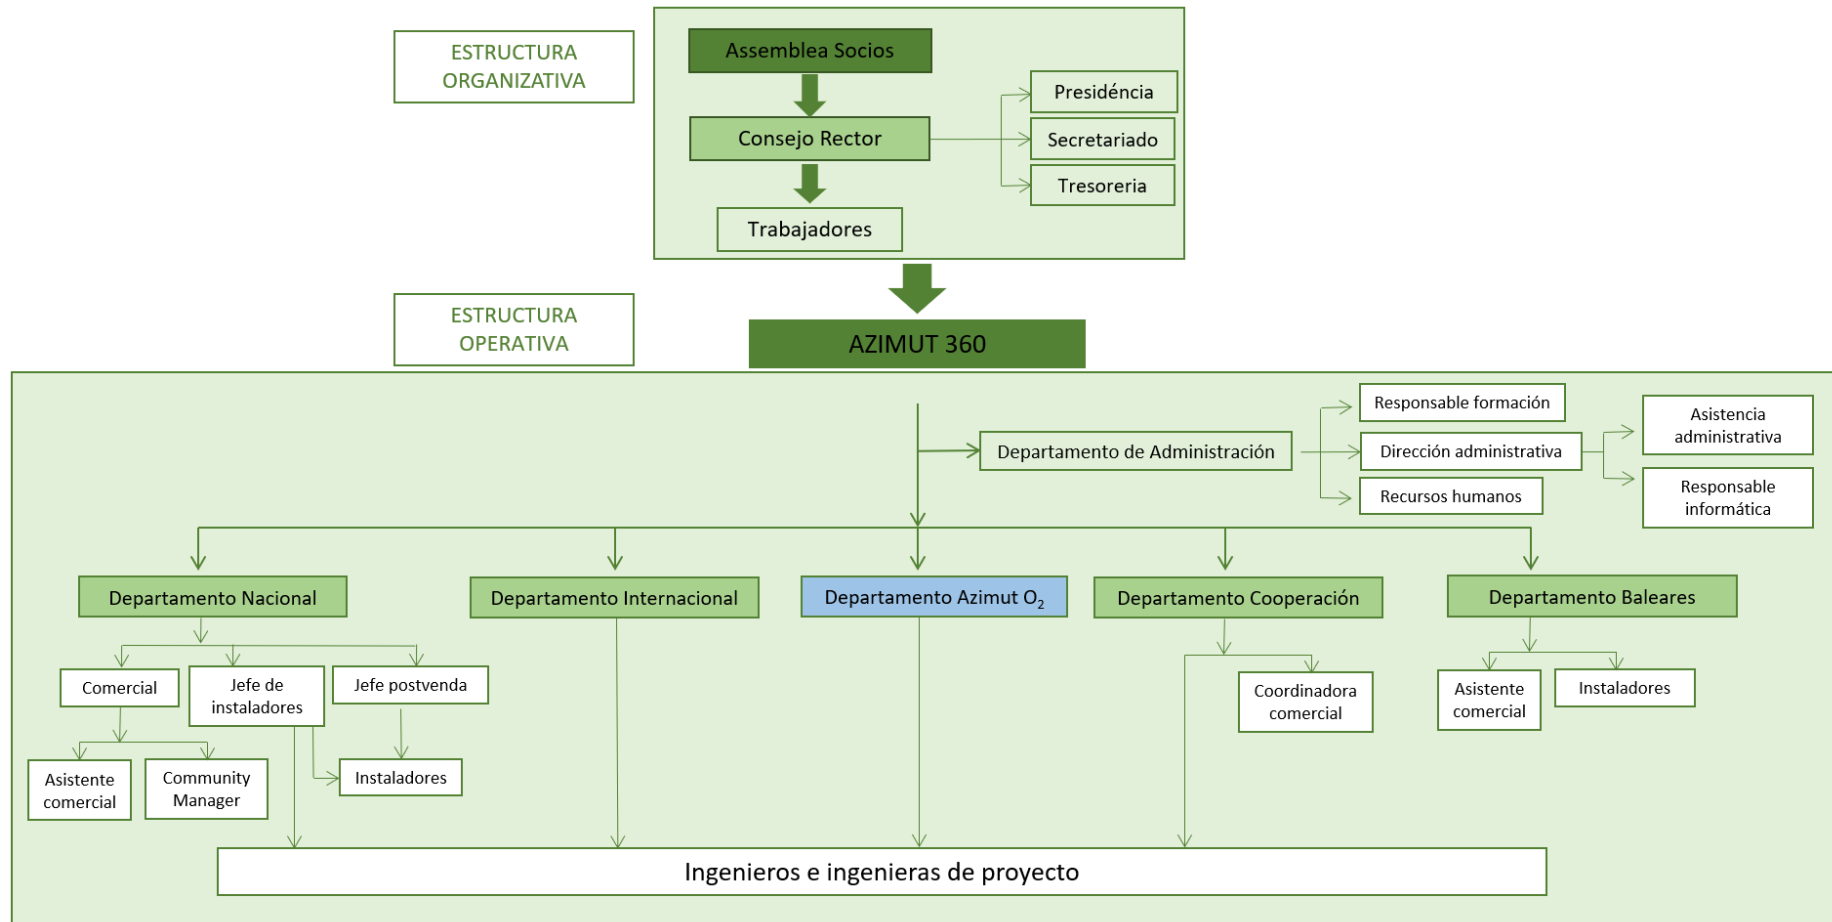 ESTRUCTURA
ORGANIZATIVA
Assemblea Socios
Consejo Rector
Trabajadores
Presidéncia
Secretariado
Tresoreria
ESTRUCTURA
OPERATIVA
AZIMUT 360
Departamento de Administración
Responsable formación
Dirección administrativa
Recursos humanos
Asistencia
administrativa
Responsable
informática
Departamento Nacional
Departamento Internacional
Departamento Azimut O₂
Departamento Cooperación
Departamento Baleares
Comercial
Jefe de
instaladores
Jefe postvenda
Coordinadora
comercial
Asistente
comercial
Instaladores
Asistente
comercial
Community
Manager
Instaladores
Ingenieros e ingenieras de proyecto